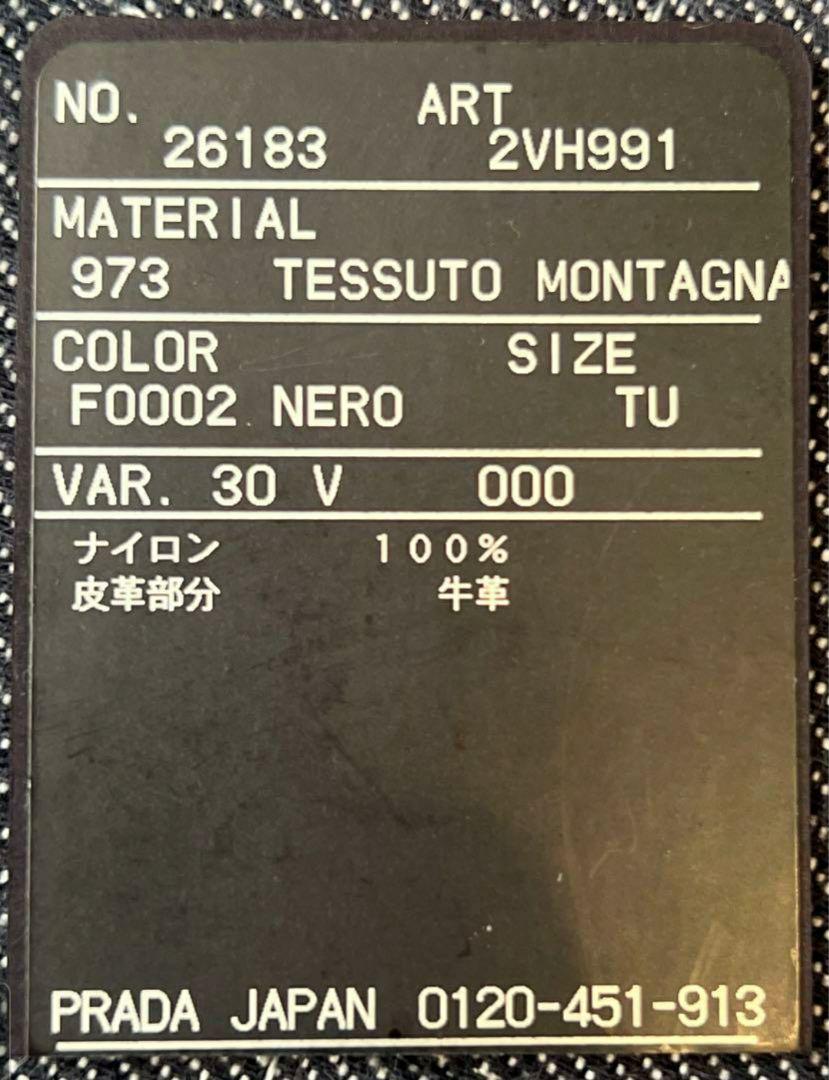 NO. ART
26183 2VH991
MATERIAL
973 TESSUTO MONTAGNA
COLOR SIZE
F0002 NERO TU
VAR. 30 V 000
ナイロン 100%
皮革部分 牛革
PRADA JAPAN 0120-451-913